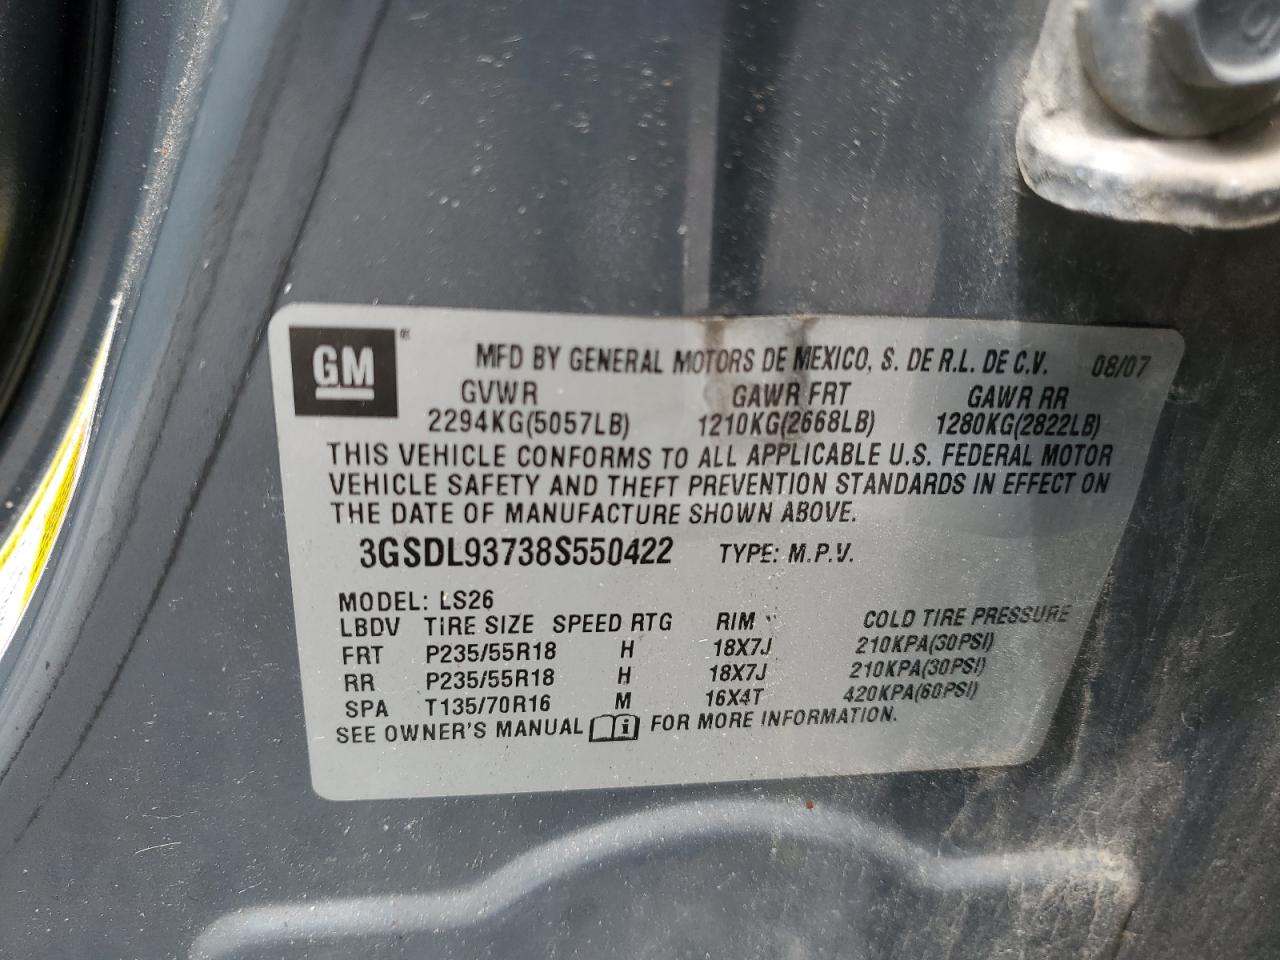 GM ® MFD BY GENERAL MOTORS DE MEXICO, S. DE R.L. DE C.V. 08/07
GVWR GAWR FRT GAWR RR
2294KG(5057LB) 1210KG(2668LB) 1280KG(2822LB)
THIS VEHICLE CONFORMS TO ALL APPLICABLE U.S. FEDERAL MOTOR
VEHICLE SAFETY AND THEFT PREVENTION STANDARDS IN EFFECT ON
THE DATE OF MANUFACTURE SHOWN ABOVE.
3GSDL93738S550422 TYPE: M.P.V.
MODEL: LS26
LBDV TIRE SIZE SPEED RTG RIM COLD TIRE PRESSURE
FRT P235/55R18 H 18X7J 210KPA(30PSI)
RR P235/55R18 H 18X7J 210KPA(30PSI)
SPA T135/70R16 M 16X4T 420KPA(60PSI)
SEE OWNER'S MANUAL FOR MORE INFORMATION.